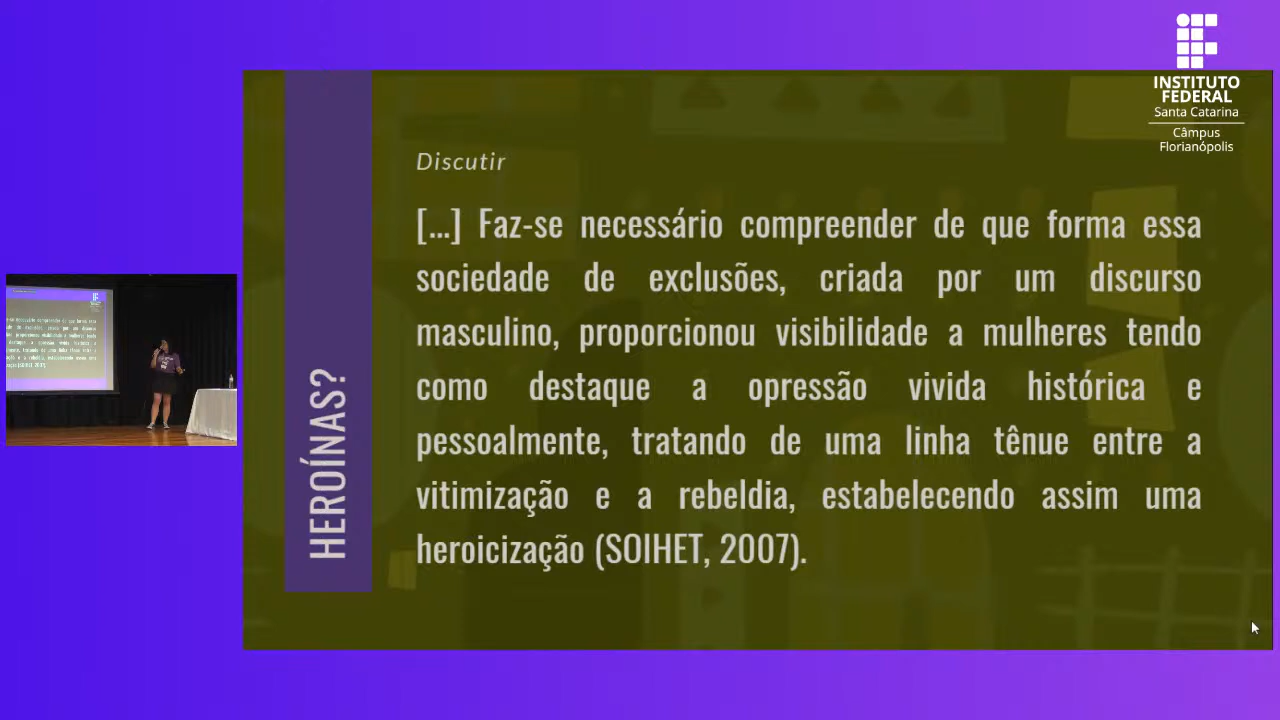 INSTITUTO
FEDERAL
Santa Catarina
Câmpus
Florianópolis
Discutir
[...] Faz-se necessário compreender de que forma essa
sociedade de exclusões, criada por um discurso
masculino, proporcionou visibilidade a mulheres tendo
como destaque a opressão vivida histórica e
pessoalmente, tratando de uma linha tênue entre a
vitimização e a rebeldia, estabelecendo assim uma
heroicização (SOIHET, 2007).
HEROÍNAS?